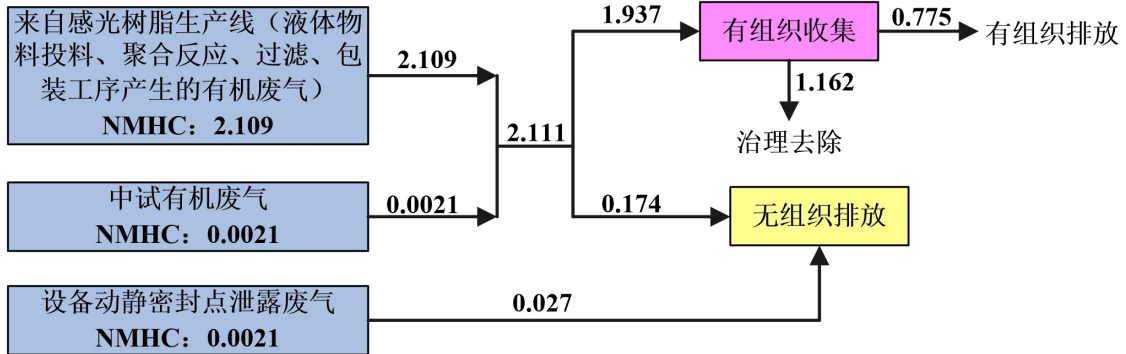 来自感光树脂生产线（液体物
料投料、聚合反应、过滤、包
装工序产生的有机废气）
NMHC：2.109
2.109
中试有机废气
NMHC：0.0021
0.0021
2.111
1.937
有组织收集
0.775
有组织排放
1.162
治理去除
0.174
无组织排放
设备动静密封点泄露废气
NMHC：0.0021
0.027